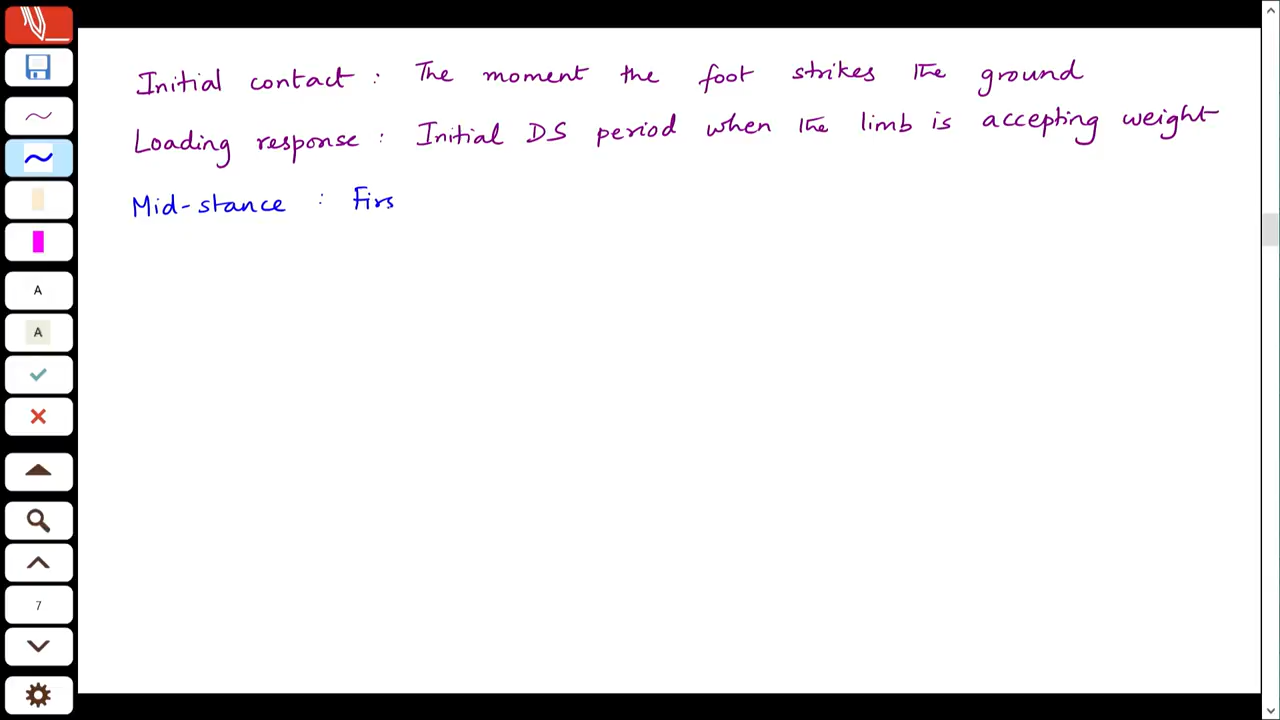 Initial contact : The moment the foot strikes the ground
Loading response : Initial DS period when the limb is accepting weight
Mid-stance : Firs
A
A
7